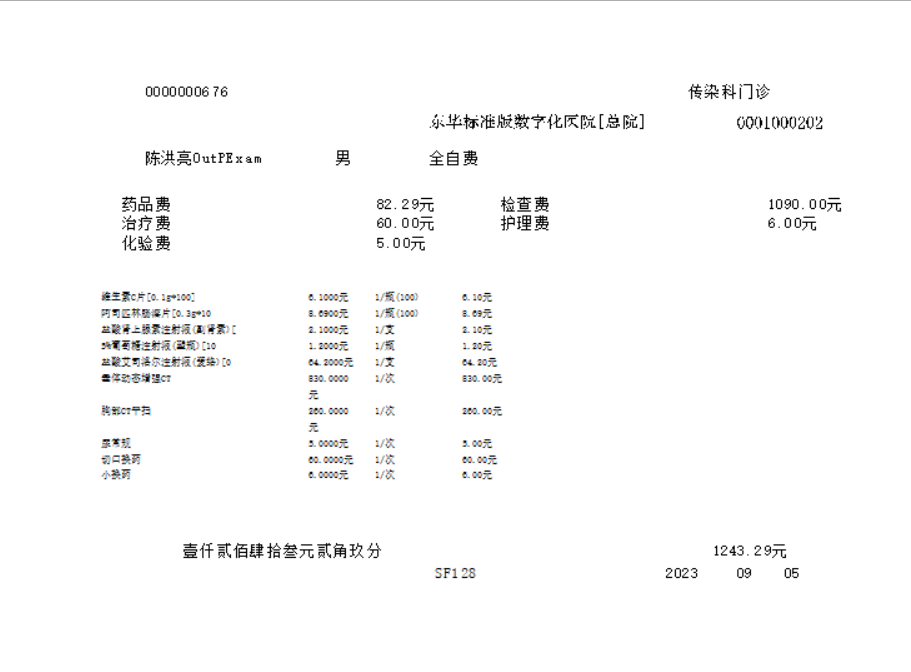 0000000676 传染科门诊
东华标准版数字化医院[总院] 0001000202
陈洪亮OutPExam 男 全自费
药品费 82.29元 检查费 1090.00元
治疗费 60.00元 护理费 6.00元
化验费 5.00元
维生素C片[0.1g*100] 6.1000元 1/瓶(100) 6.10元
阿司匹林肠溶片[0.3g*10 8.6900元 1/瓶(100) 8.69元
盐酸肾上腺素注射液(副肾素)[ 2.1000元 1/支 2.10元
5%葡萄糖注射液(塑瓶)[10 1.2000元 1/瓶 1.20元
盐酸艾司洛尔注射液(爱络)[0 64.2000元 1/支 64.20元
垂体动态增强CT 830.0000 1/次 830.00元
元
胸部CT平扫 260.0000 1/次 260.00元
元
尿常规 5.0000元 1/次 5.00元
切口换药 60.0000元 1/次 60.00元
小换药 6.0000元 1/次 6.00元
壹仟贰佰肆拾叁元贰角玖分 1243.29元
SF128 2023 09 05